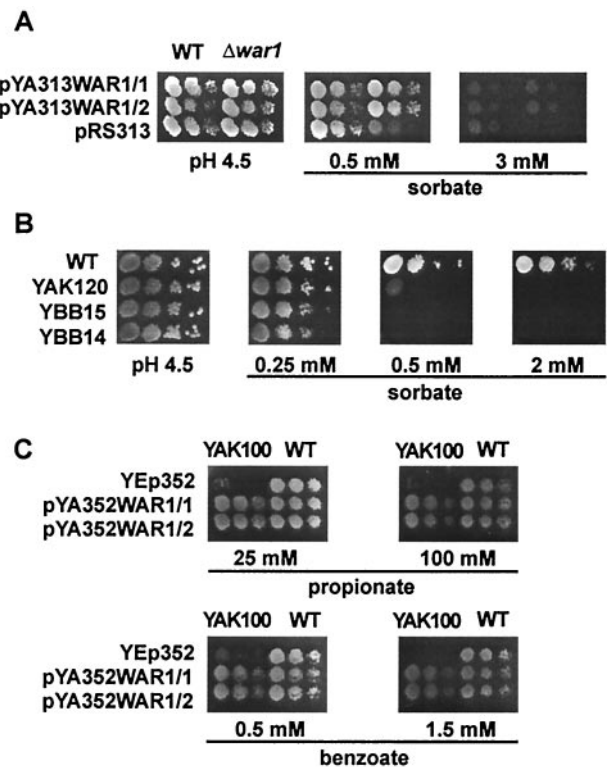 A
WT Δwar1
pYA313WAR1/1
pYA313WAR1/2
pRS313
pH 4.5 0.5 mM 3 mM
sorbate
B
WT
YAK120
YBB15
YBB14
pH 4.5 0.25 mM 0.5 mM 2 mM
sorbate
C
YAK100 WT YAK100 WT
YEp352
pYA352WAR1/1
pYA352WAR1/2
25 mM 100 mM
propionate
YAK100 WT YAK100 WT
YEp352
pYA352WAR1/1
pYA352WAR1/2
0.5 mM 1.5 mM
benzoate